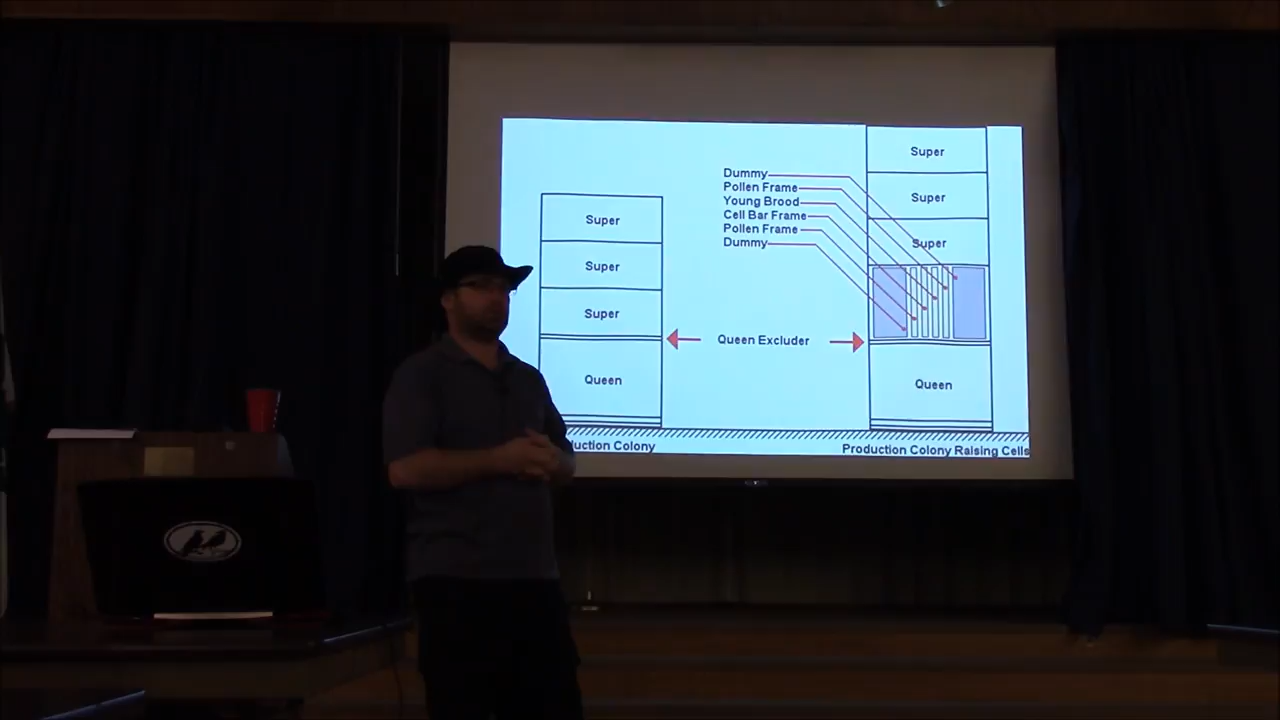 Super
Super
Super
Queen
uction Colony
Dummy
Pollen Frame
Young Brood
Cell Bar Frame
Pollen Frame
Dummy
Queen Excluder
Super
Super
Super
Queen
Production Colony Raising Cells